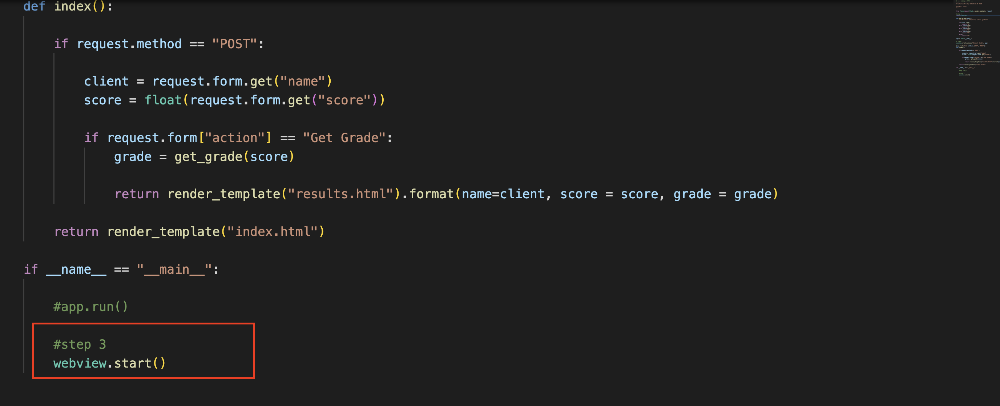 def index():
if request.method == "POST":
client = request.form.get("name")
score = float(request.form.get("score"))
if request.form["action"] == "Get Grade":
grade = get_grade(score)
return render_template("results.html").format(name=client, score = score, grade = grade)
return render_template("index.html")
if __name__ == "__main__":
#app.run()
#step 3
webview.start()